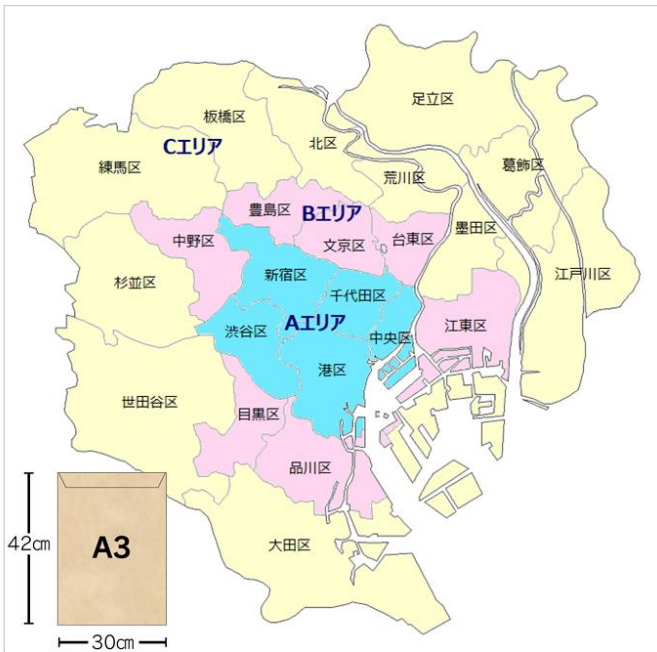 足立区
板橋区
北区
Cエリア
葛飾区
練馬区
荒川区
豊島区
Bエリア
墨田区
中野区
文京区
台東区
新宿区
江戸川区
杉並区
千代田区
渋谷区
Aエリア
中央区
江東区
港区
世田谷区
目黒区
品川区
大田区
A3
42cm
30cm